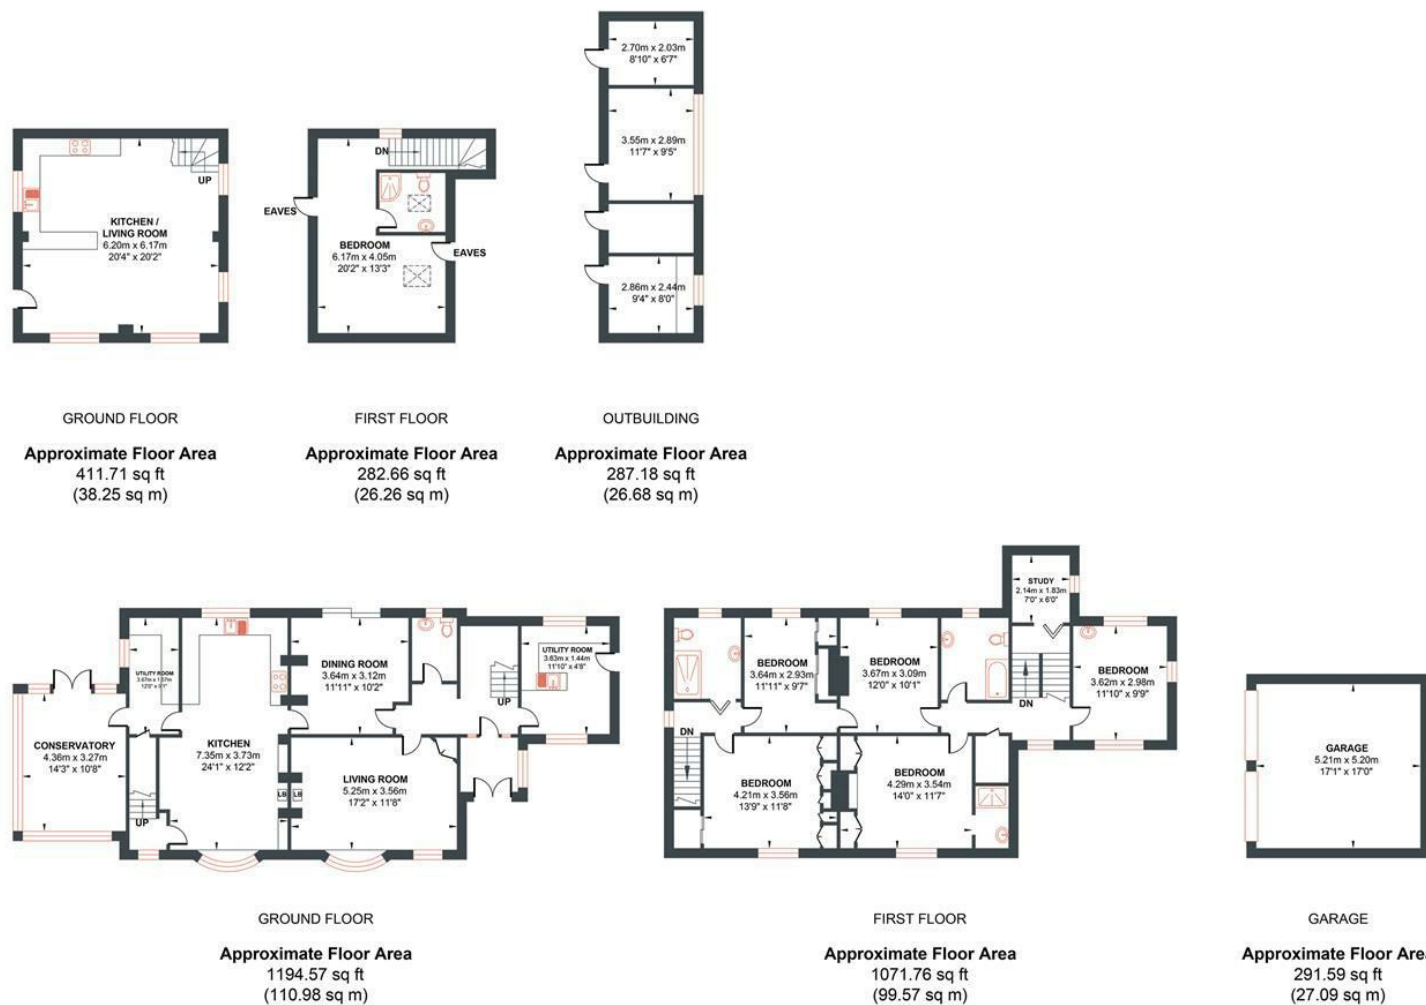 2.70m x 2.03m
8'10" x 6'7"
3.55m x 2.89m
11'7" x 9'5"
2.86m x 2.44m
9'4" x 8'0"
UP
KITCHEN /
LIVING ROOM
6.20m x 6.17m
20'4" x 20'2"
DN
EAVES
BEDROOM
6.17m x 4.05m
20'2" x 13'3"
EAVES
GROUND FLOOR
Approximate Floor Area
411.71 sq ft
(38.25 sq m)
FIRST FLOOR
Approximate Floor Area
282.66 sq ft
(26.26 sq m)
OUTBUILDING
Approximate Floor Area
287.18 sq ft
(26.68 sq m)
CONSERVATORY
4.36m x 3.27m
14'3" x 10'8"
UTILITY ROOM
UP
KITCHEN
7.35m x 3.73m
24'1" x 12'2"
DINING ROOM
3.64m x 3.12m
11'11" x 10'2"
LB
LB
LIVING ROOM
5.25m x 3.56m
17'2" x 11'8"
UP
UTILITY ROOM
3.63m x 1.44m
11'10" x 4'8"
STUDY
2.14m x 1.83m
7'0" x 6'0"
BEDROOM
3.64m x 2.93m
11'11" x 9'7"
BEDROOM
3.67m x 3.09m
12'0" x 10'1"
BEDROOM
3.62m x 2.98m
11'10" x 9'9"
DN
DN
BEDROOM
4.21m x 3.56m
13'9" x 11'8"
BEDROOM
4.29m x 3.54m
14'0" x 11'7"
GARAGE
5.21m x 5.20m
17'1" x 17'0"
GROUND FLOOR
Approximate Floor Area
1194.57 sq ft
(110.98 sq m)
FIRST FLOOR
Approximate Floor Area
1071.76 sq ft
(99.57 sq m)
GARAGE
Approximate Floor Area
291.59 sq ft
(27.09 sq m)